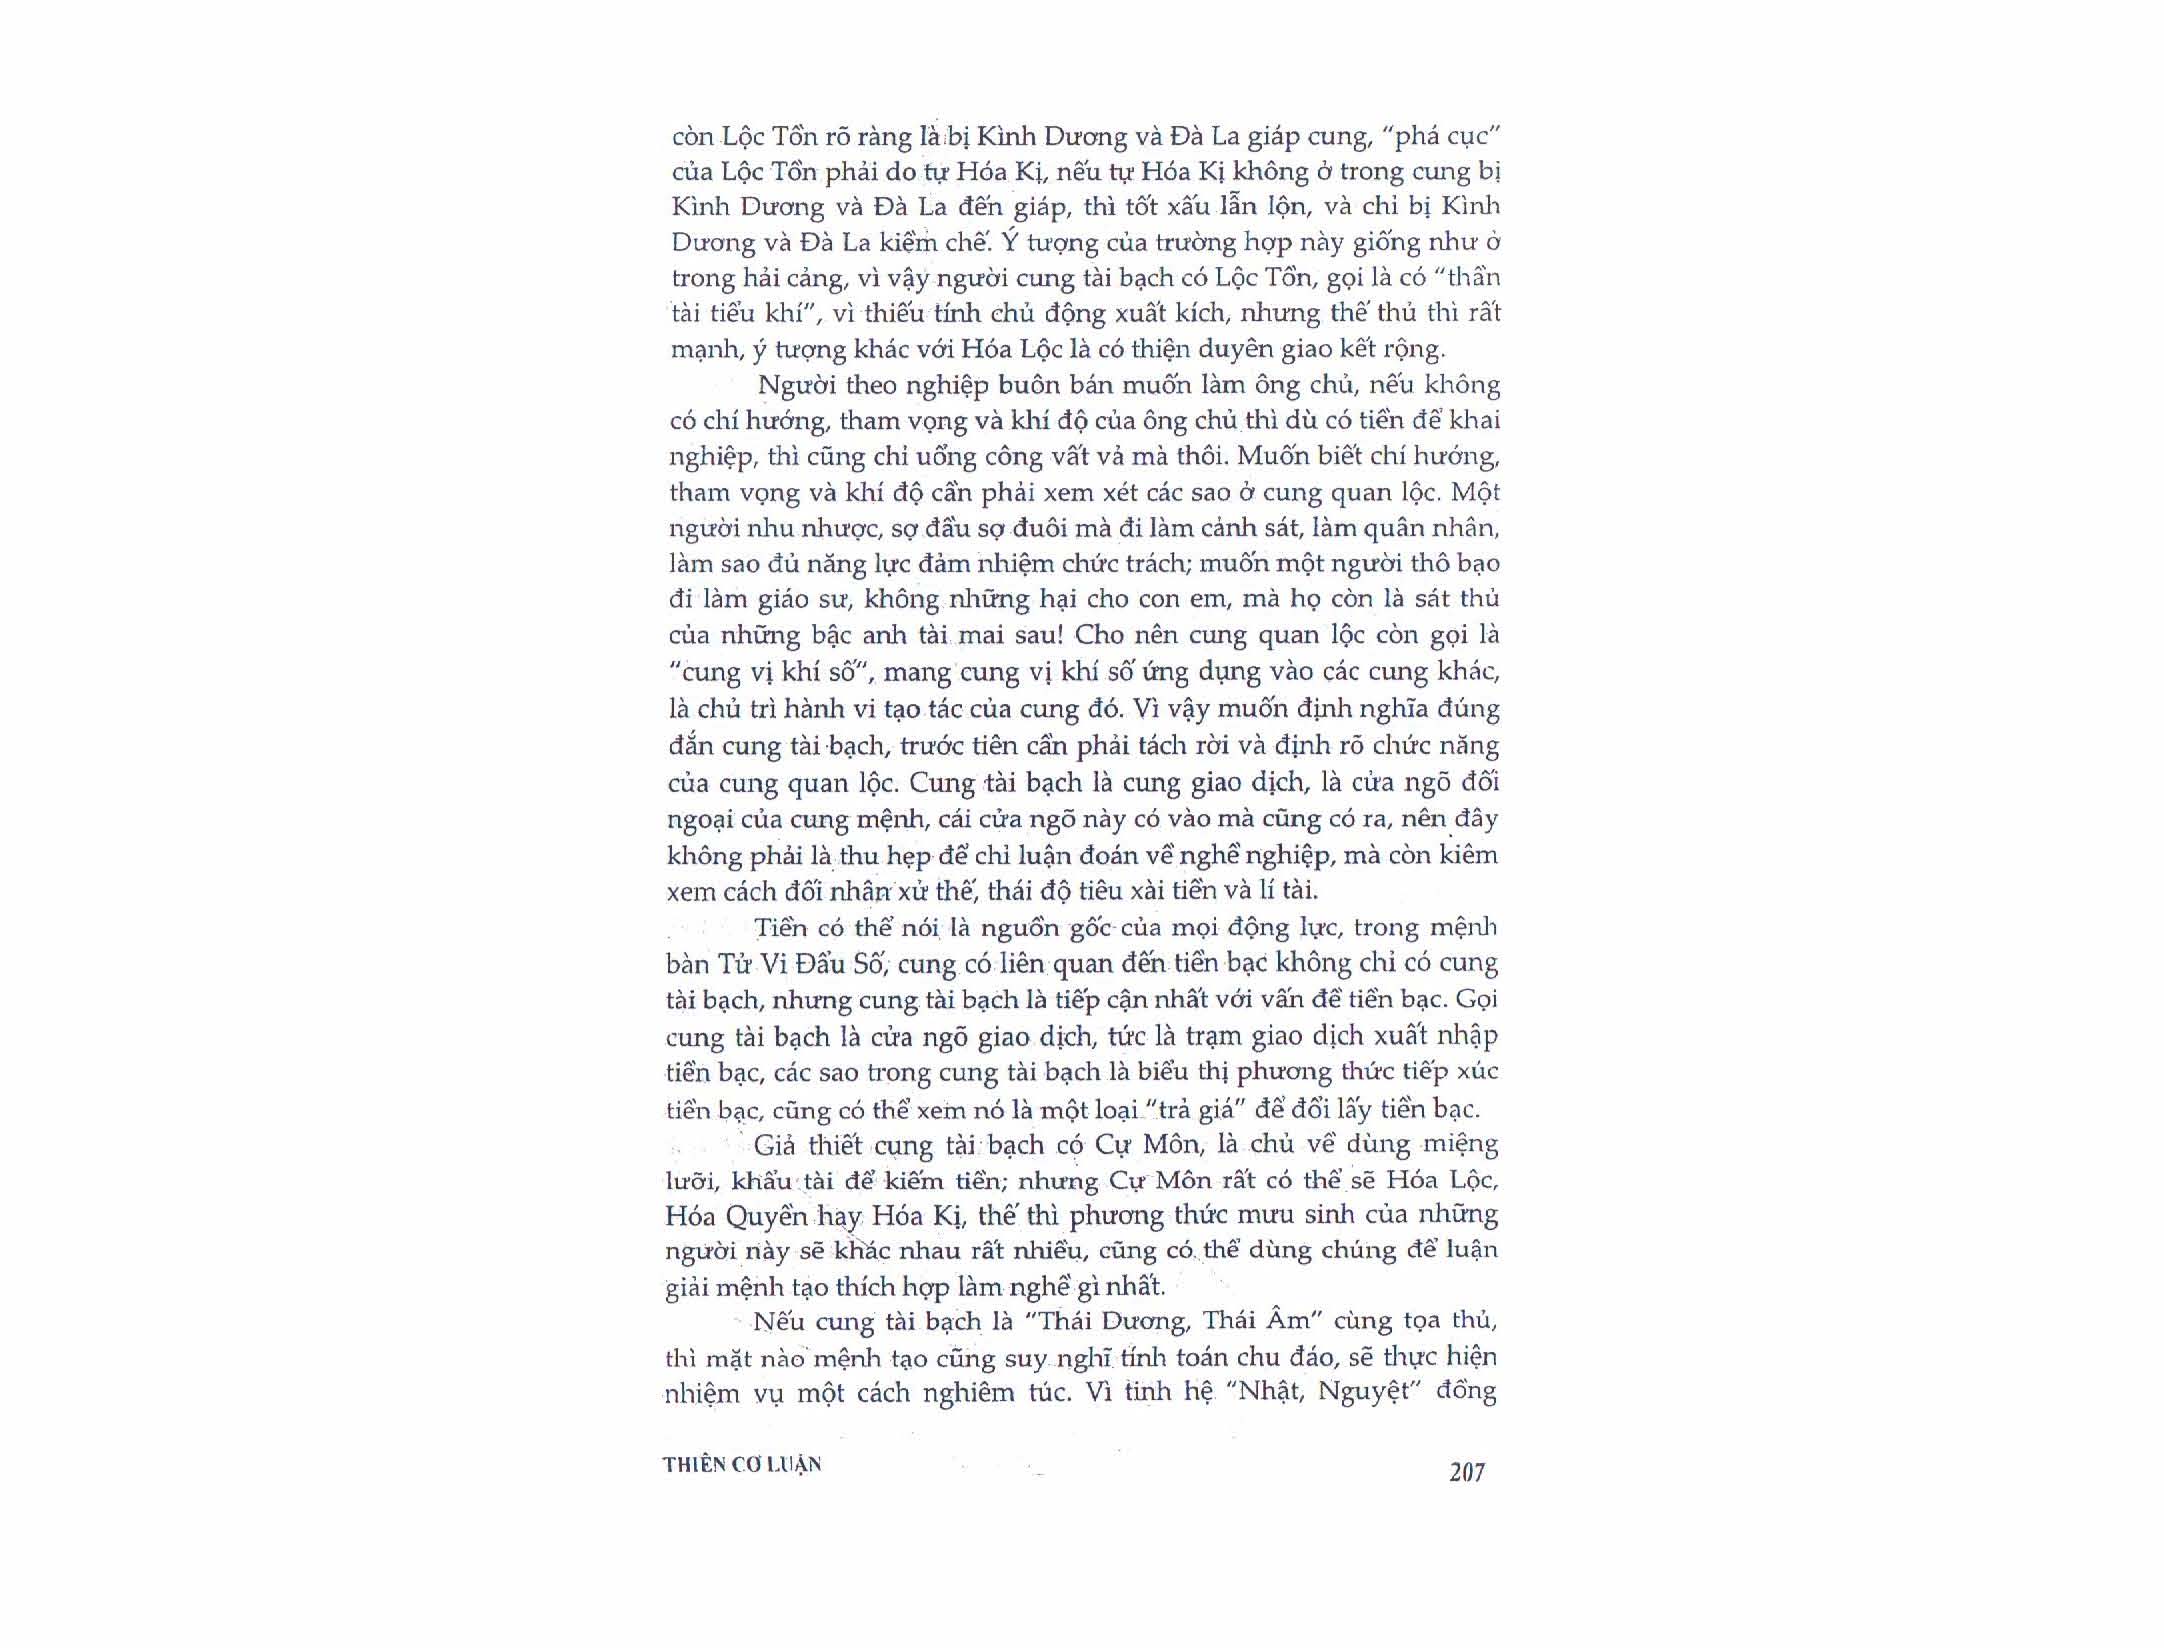 còn Lộc Tồn rõ ràng là bị Kình Dương và Đà La giáp cung, "phá cục"
của Lộc Tồn phải do tự Hóa Kị, nếu tự Hóa Kị không ở trong cung bị
Kình Dương và Đà La đến giáp, thì tốt xấu lẫn lộn, và chỉ bị Kình
Dương và Đà La kiềm chế. Ý tượng của trường hợp này giống như ở
trong hải cảng, vì vậy người cung tài bạch có Lộc Tồn, gọi là có "thần
tài tiểu khí", vì thiếu tính chủ động xuất kích, nhưng thế thủ thì rất
mạnh, ý tượng khác với Hóa Lộc là có thiện duyên giao kết rộng.
Người theo nghiệp buôn bán muốn làm ông chủ, nếu không
có chí hướng, tham vọng và khí độ của ông chủ thì dù có tiền để khai
nghiệp, thì cũng chỉ uổng công vất vả mà thôi. Muốn biết chí hướng,
tham vọng và khí độ cần phải xem xét các sao ở cung quan lộc. Một
người nhu nhược, sợ đầu sợ đuôi mà đi làm cảnh sát, làm quân nhân,
làm sao đủ năng lực đảm nhiệm chức trách; muốn một người thô bạo
đi làm giáo sư, không những hại cho con em, mà họ còn là sát thủ
của những bậc anh tài mai sau! Cho nên cung quan lộc còn gọi là
"cung vị khí số", mang cung vị khí số ứng dụng vào các cung khác,
là chủ trì hành vi tạo tác của cung đó. Vì vậy muốn định nghĩa đúng
đắn cung tài bạch, trước tiên cần phải tách rời và định rõ chức năng
của cung quan lộc. Cung tài bạch là cung giao dịch, là cửa ngõ đối
ngoại của cung mệnh, cái cửa ngõ này có vào mà cũng có ra, nên đây
không phải là thu hẹp để chỉ luận đoán về nghề nghiệp, mà còn kiêm
xem cách đối nhân xử thế, thái độ tiêu xài tiền và lí tài.
Tiền có thể nói là nguồn gốc của mọi động lực, trong mệnh
bàn Tử Vi Đẩu Số, cung có liên quan đến tiền bạc không chỉ có cung
tài bạch, nhưng cung tài bạch là tiếp cận nhất với vấn đề tiền bạc. Gọi
cung tài bạch là cửa ngõ giao dịch, tức là trạm giao dịch xuất nhập
tiền bạc, các sao trong cung tài bạch là biểu thị phương thức tiếp xúc
tiền bạc, cũng có thể xem nó là một loại "trả giá" để đổi lấy tiền bạc.
Giả thiết cung tài bạch có Cự Môn, là chủ về dùng miệng
lưỡi, khẩu tài để kiếm tiền; nhưng Cự Môn rất có thể sẽ Hóa Lộc,
Hóa Quyền hay Hóa Kị, thế thì phương thức mưu sinh của những
người này sẽ khác nhau rất nhiều, cũng có thể dùng chúng để luận
giải mệnh tạo thích hợp làm nghề gì nhất.
Nếu cung tài bạch là "Thái Dương, Thái Âm" cùng tọa thủ,
thì mặt nào mệnh tạo cũng suy nghĩ tính toán chu đáo, sẽ thực hiện
nhiệm vụ một cách nghiêm túc. Vì tinh hệ "Nhật, Nguyệt" đồng
THIÊN CƠ LUẬN
207